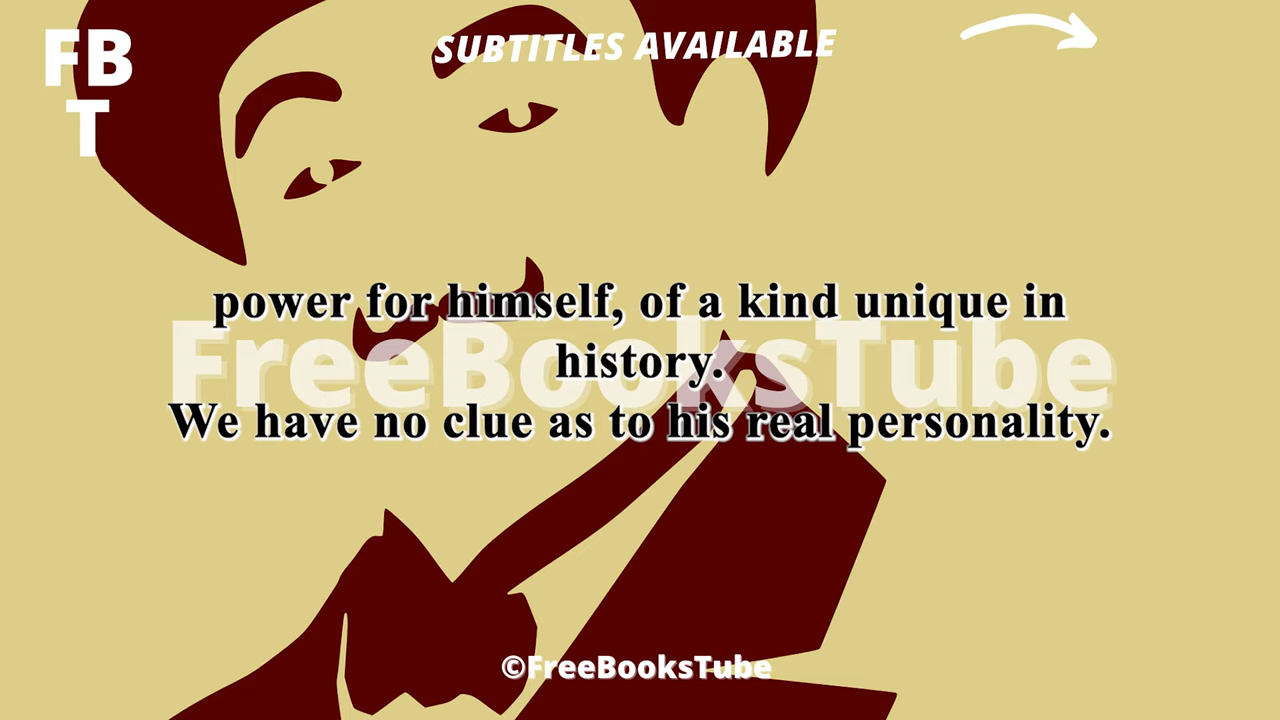 FB
T
SUBTITLES AVAILABLE
power for himself, of a kind unique in
history.
FreeBooksTube
We have no clue as to his real personality.
©FreeBooksTube